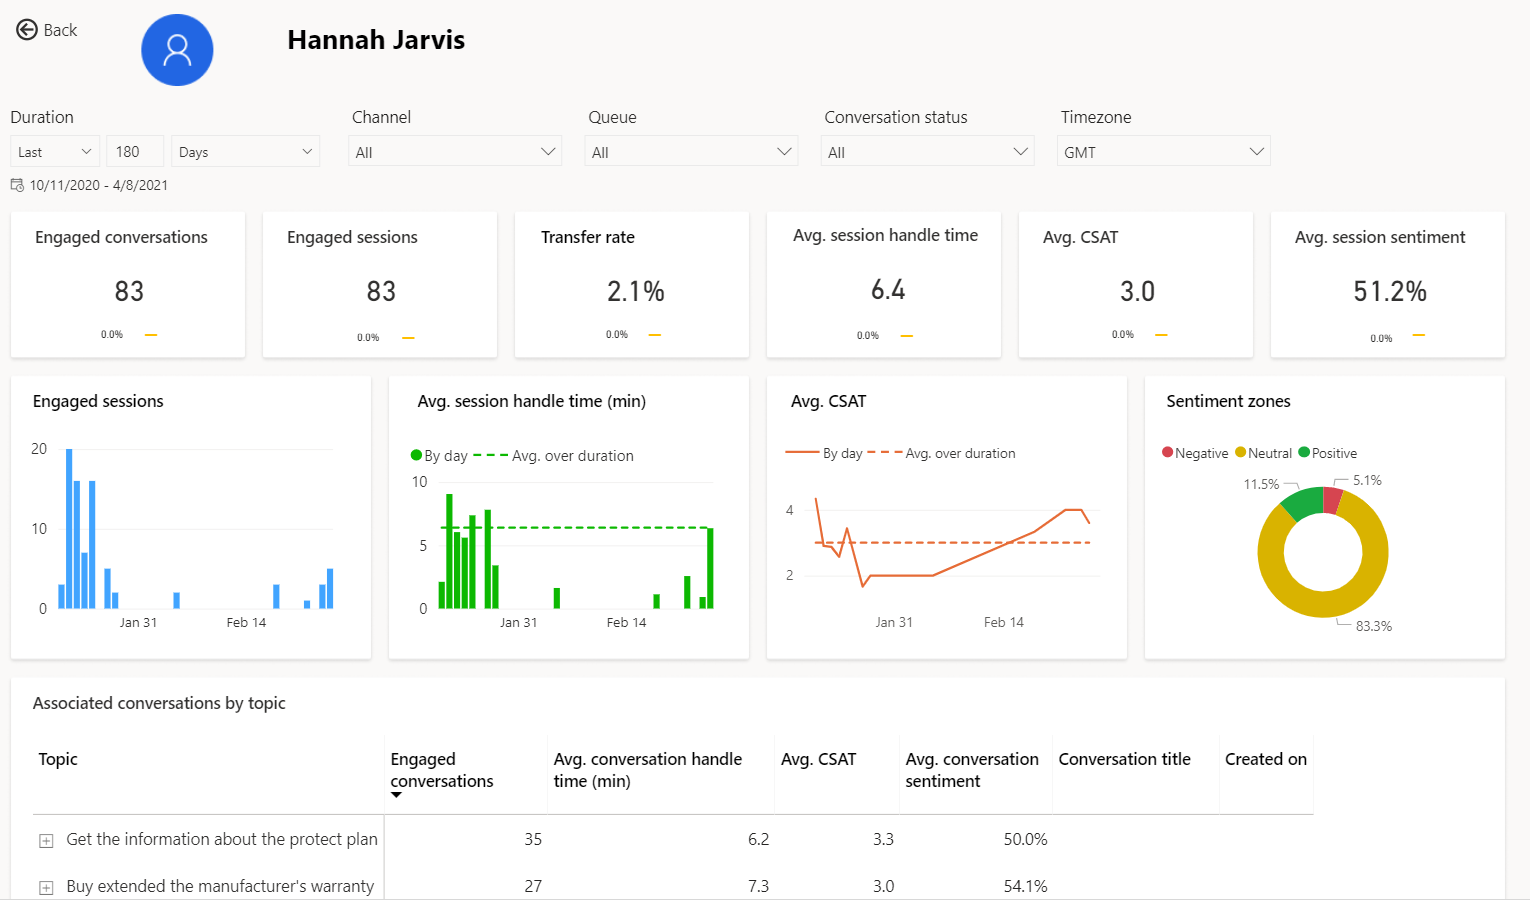 Back
Hannah Jarvis
Duration
Channel
Queue
Conversation status
Timezone
Last 180 Days
All
All
All
GMT
10/11/2020 - 4/8/2021
Engaged conversations
83
0.0%
Engaged sessions
83
0.0%
Transfer rate
2.1%
0.0%
Avg. session handle time
6.4
0.0%
Avg. CSAT
3.0
0.0%
Avg. session sentiment
51.2%
0.0%
Engaged sessions
20
10
0
Jan 31 Feb 14
Avg. session handle time (min)
By day Avg. over duration
10
5
0
Jan 31 Feb 14
Avg. CSAT
By day Avg. over duration
4
2
Jan 31 Feb 14
Sentiment zones
Negative Neutral Positive
11.5% 5.1%
83.3%
Associated conversations by topic
Topic
Engaged
conversations
Avg. conversation handle
time (min)
Avg. CSAT
Avg. conversation
sentiment
Conversation title
Created on
Get the information about the protect plan 35 6.2 3.3 50.0%
Buy extended the manufacturer's warranty 27 7.3 3.0 54.1%